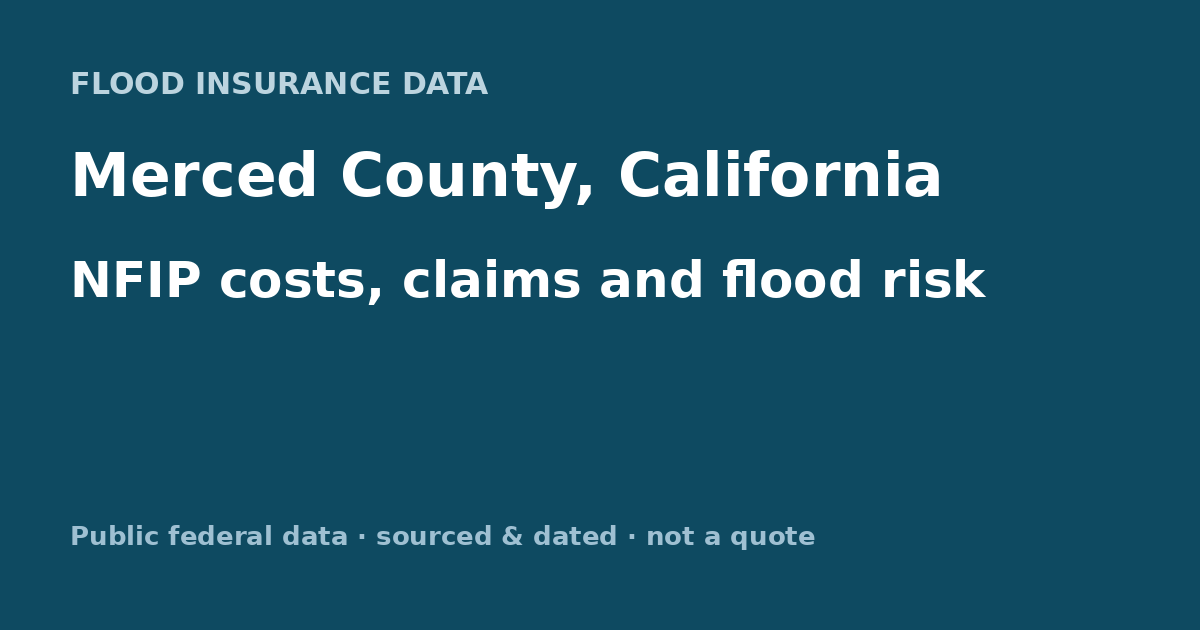 FLOOD INSURANCE DATA
Merced County, California
NFIP costs, claims and flood risk
Public federal data · sourced & dated · not a quote